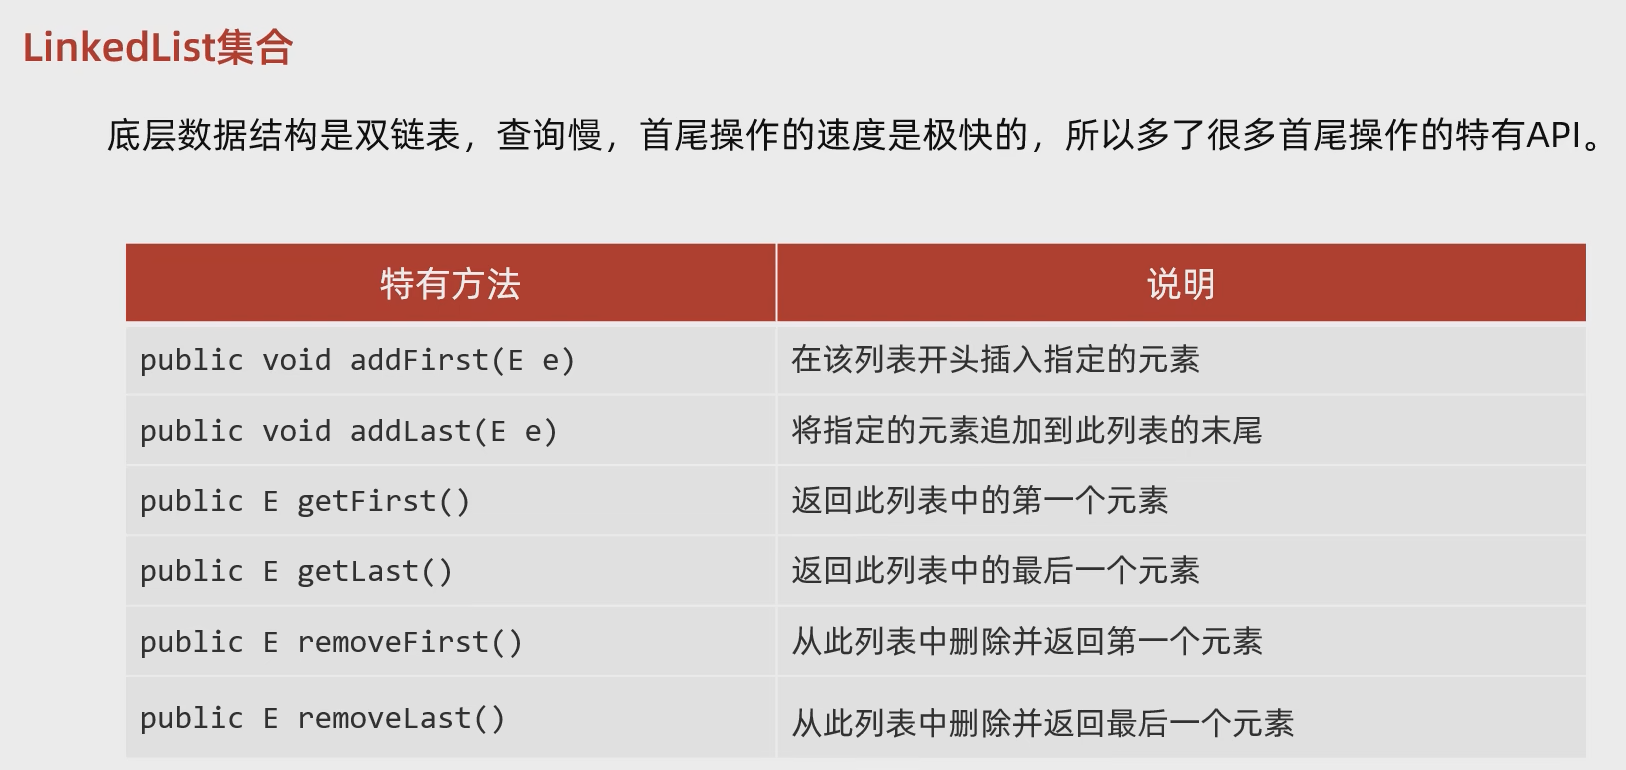 LinkedList集合
底层数据结构是双链表，查询慢，首尾操作的速度是极快的，所以多了很多首尾操作的特有API。
特有方法 说明
public void addFirst(E e) 在该列表开头插入指定的元素
public void addLast(E e) 将指定的元素追加到此列表的末尾
public E getFirst() 返回此列表中的第一个元素
public E getLast() 返回此列表中的最后一个元素
public E removeFirst() 从此列表中删除并返回第一个元素
public E removeLast() 从此列表中删除并返回最后一个元素